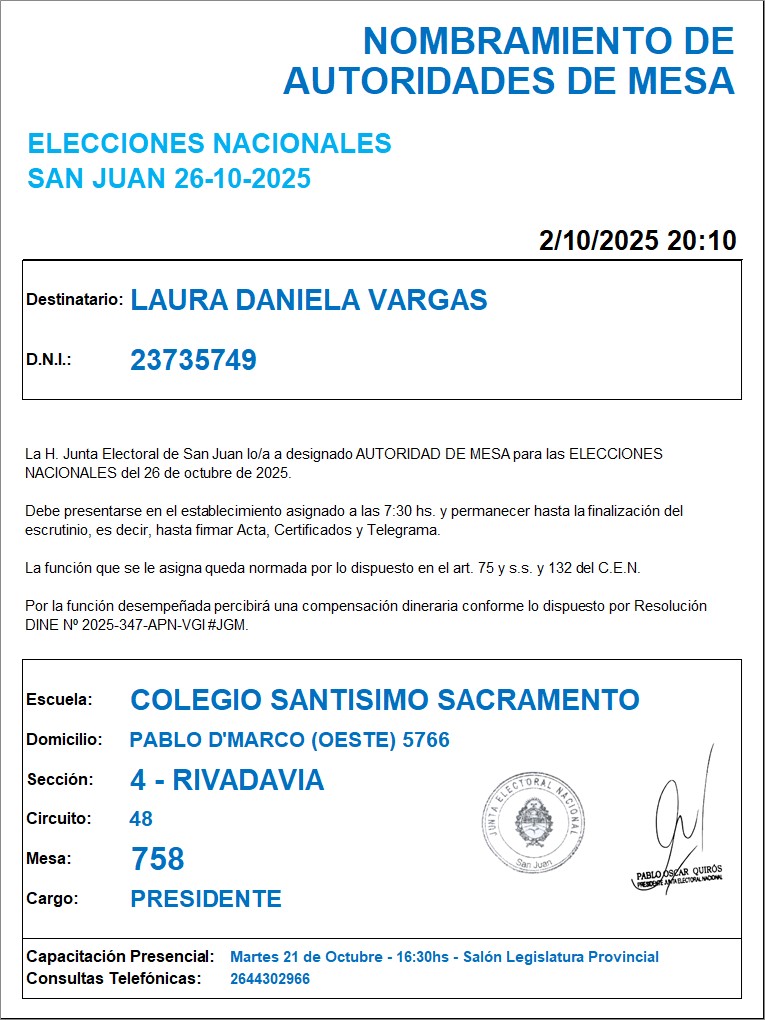 NOMBRAMIENTO DE
AUTORIDADES DE MESA
ELECCIONES NACIONALES
SAN JUAN 26-10-2025
2/10/2025 20:10
Destinatario: LAURA DANIELA VARGAS
D.N.I.: 23735749
La H. Junta Electoral de San Juan lo/a a designado AUTORIDAD DE MESA para las ELECCIONES
NACIONALES del 26 de octubre de 2025.
Debe presentarse en el establecimiento asignado a las 7:30 hs. y permanecer hasta la finalización del
escrutinio, es decir, hasta firmar Acta, Certificados y Telegrama.
La función que se le asigna queda normada por lo dispuesto en el art. 75 y s.s. y 132 del C.E.N.
Por la función desempeñada percibirá una compensación dineraria conforme lo dispuesto por Resolución
DINE Nº 2025-347-APN-VGI#JGM.
Escuela: COLEGIO SANTISIMO SACRAMENTO
Domicilio: PABLO D'MARCO (OESTE) 5766
Sección: 4 - RIVADAVIA
Circuito: 48
Mesa: 758
Cargo: PRESIDENTE
JUNTA ELECTORAL NACIONAL
San Juan
PABLO OSCAR QUIRÓS
PRESIDENTE JUNTA ELECTORAL NACIONAL
Capacitación Presencial: Martes 21 de Octubre - 16:30hs - Salón Legislatura Provincial
Consultas Telefónicas: 2644302966